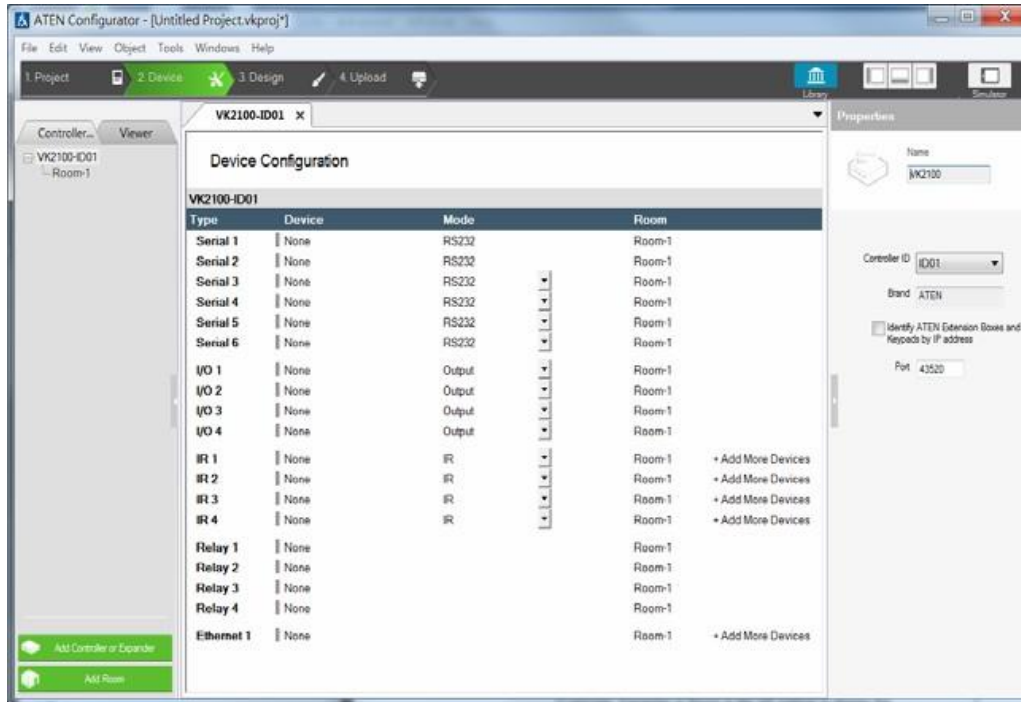 ATEN Configurator - [Untitled Project.vkproj*]
File Edit View Object Tools Windows Help
1. Project 2. Device 3. Design 4. Upload
Library
Simulator
Controller... Viewer
VK2100-ID01
Room-1
Add Controller or Expander
Add Room
VK2100-ID01 ×
Device Configuration
VK2100-ID01
Type Device Mode Room
Serial 1 None RS232 Room-1
Serial 2 None RS232 Room-1
Serial 3 None RS232 Room-1
Serial 4 None RS232 Room-1
Serial 5 None RS232 Room-1
Serial 6 None RS232 Room-1
I/O 1 None Output Room-1
I/O 2 None Output Room-1
I/O 3 None Output Room-1
I/O 4 None Output Room-1
IR 1 None IR Room-1 + Add More Devices
IR 2 None IR Room-1 + Add More Devices
IR 3 None IR Room-1 + Add More Devices
IR 4 None IR Room-1 + Add More Devices
Relay 1 None Room-1
Relay 2 None Room-1
Relay 3 None Room-1
Relay 4 None Room-1
Ethernet 1 None Room-1 + Add More Devices
Properties
Name
VK2100
Controller ID ID01
Brand ATEN
Identify ATEN Extension Boxes and
Keypads by IP address
Port 43520